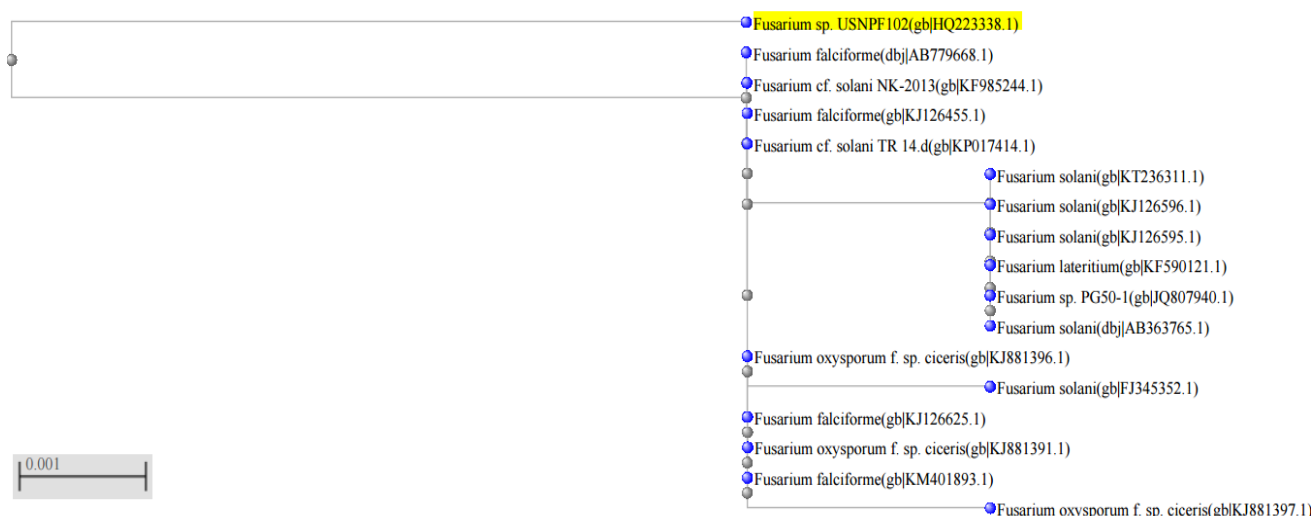 Fusarium sp. USNPF102(gb|HQ223338.1)
Fusarium falciforme(dbj|AB779668.1)
Fusarium cf. solani NK-2013(gb|KF985244.1)
Fusarium falciforme(gb|KJ126455.1)
Fusarium cf. solani TR 14.d(gb|KP017414.1)
Fusarium solani(gb|KT236311.1)
Fusarium solani(gb|KJ126596.1)
Fusarium solani(gb|KJ126595.1)
Fusarium lateritium(gb|KF590121.1)
Fusarium sp. PG50-1(gb|JQ807940.1)
Fusarium solani(dbj|AB363765.1)
Fusarium oxysporum f. sp. ciceris(gb|KJ881396.1)
Fusarium solani(gb|FJ345352.1)
Fusarium falciforme(gb|KJ126625.1)
Fusarium oxysporum f. sp. ciceris(gb|KJ881391.1)
Fusarium falciforme(gb|KM401893.1)
Fusarium oxysporum f. sp. ciceris(gb|KJ881397.1)
0.001